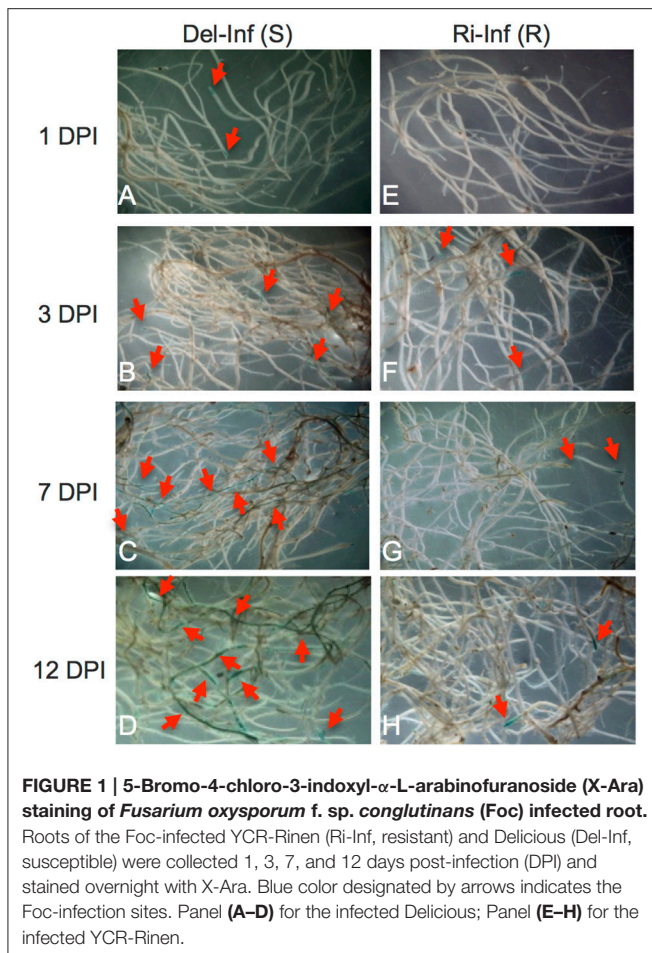 Del-Inf (S)
Ri-Inf (R)
1 DPI
A
E
3 DPI
B
F
7 DPI
C
G
12 DPI
D
H
FIGURE 1 | 5-Bromo-4-chloro-3-indoxyl-α-L-arabinofuranoside (X-Ara)
staining of Fusarium oxysporum f. sp. conglutinans (Foc) infected root.
Roots of the Foc-infected YCR-Rinen (Ri-Inf, resistant) and Delicious (Del-Inf,
susceptible) were collected 1, 3, 7, and 12 days post-infection (DPI) and
stained overnight with X-Ara. Blue color designated by arrows indicates the
Foc-infection sites. Panel (A–D) for the infected Delicious; Panel (E–H) for the
infected YCR-Rinen.